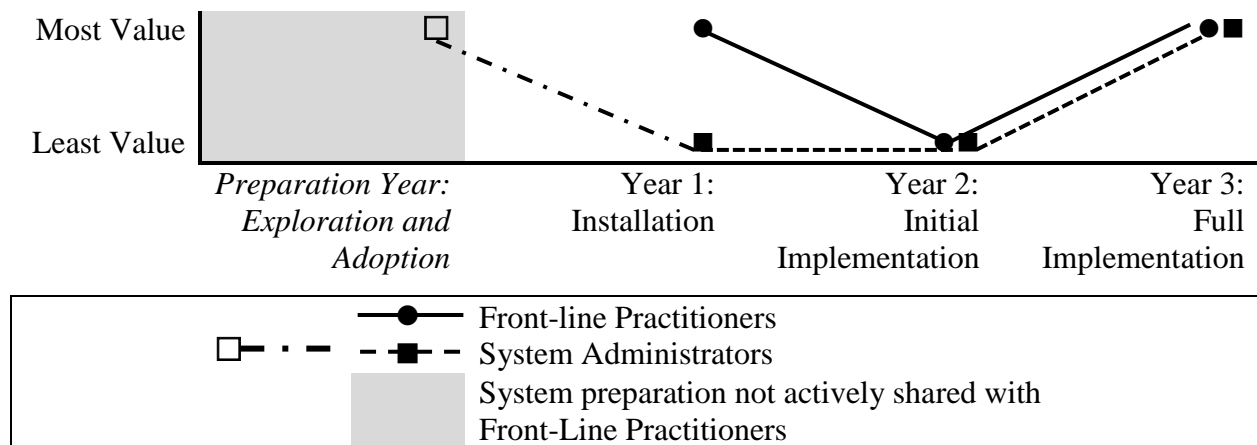 Most Value
Least Value
Preparation Year:
Exploration and
Adoption
Year 1:
Installation
Year 2:
Initial
Implementation
Year 3:
Full
Implementation
Front-line Practitioners
System Administrators
System preparation not actively shared with
Front-Line Practitioners